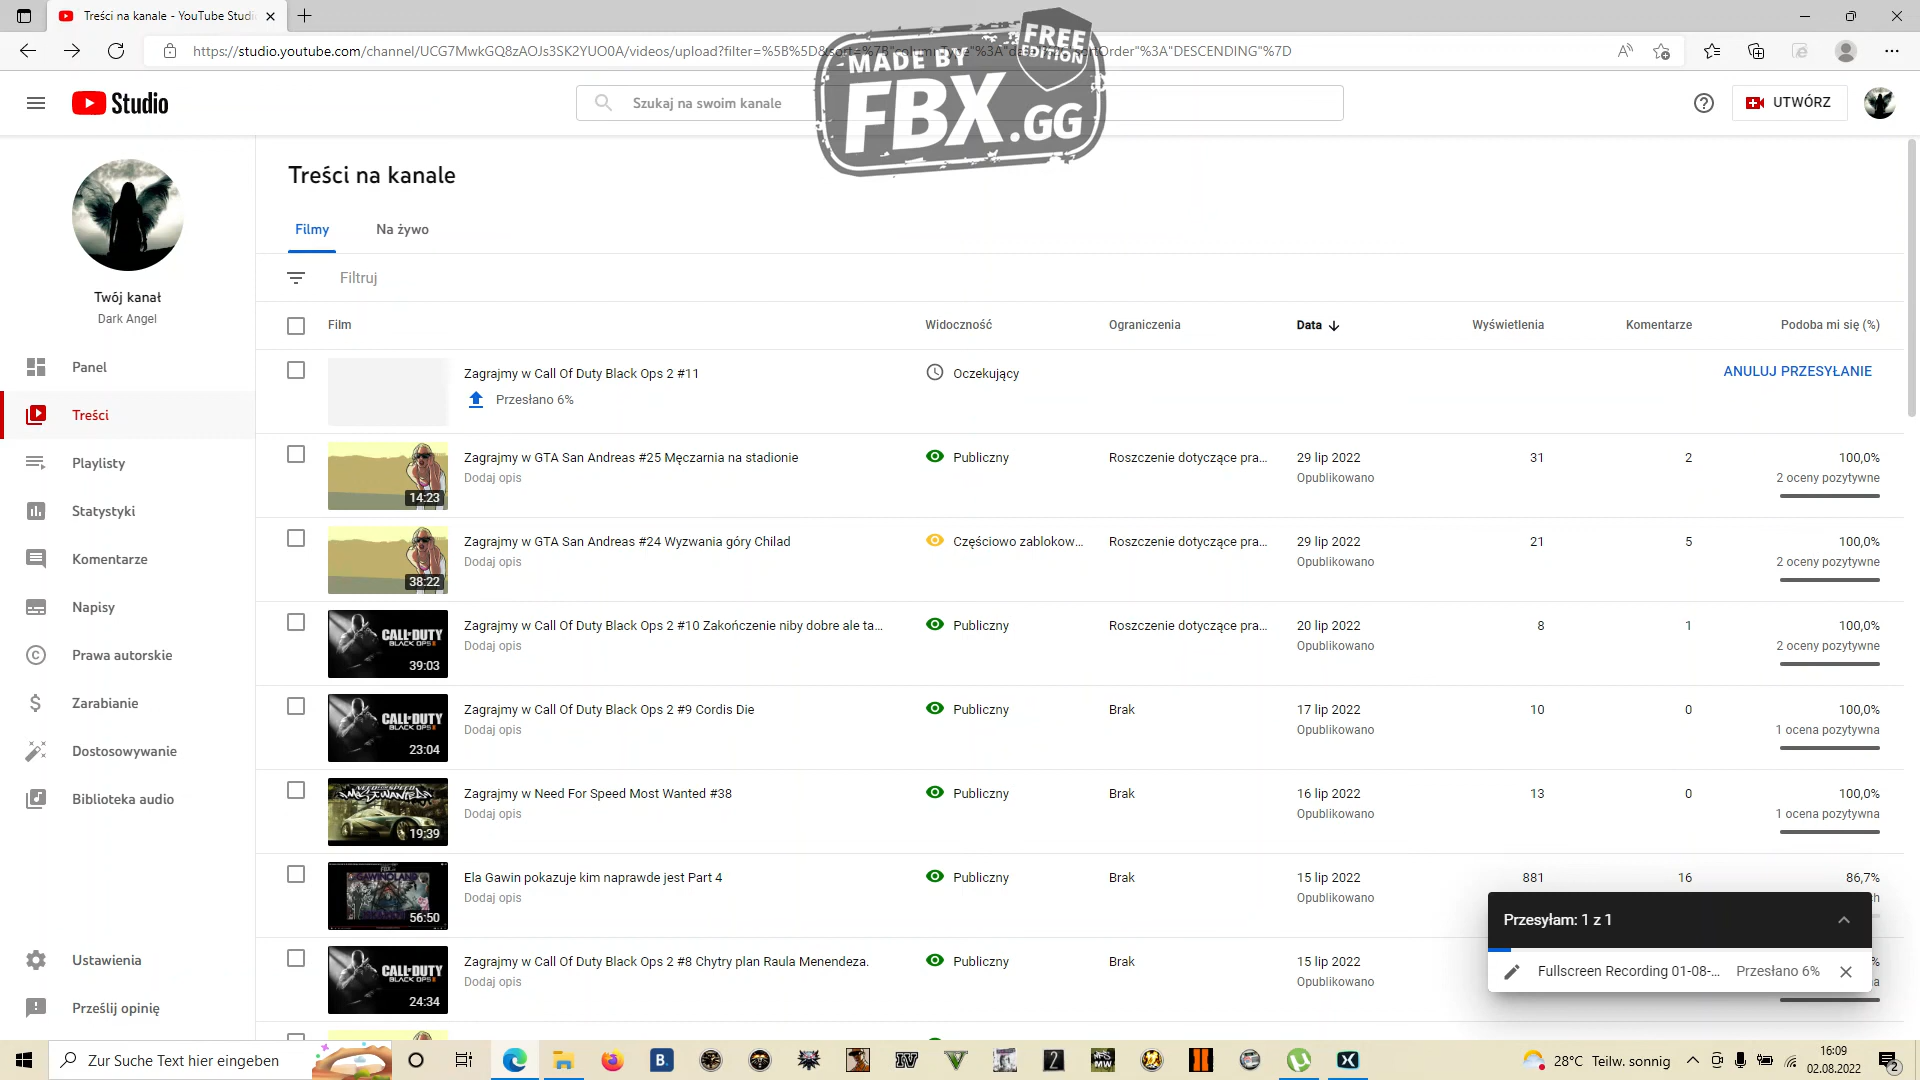 Treści na kanale - YouTube Studi
https://studio.youtube.com/channel/UCG7MwkGQ8zAOJs3SK2YUO0A/videos/upload?filter=%5B%5D&sort=%7B"columnType"%3A"date"%2C"sortOrder"%3A"DESCENDING"%7D
MADE BY
FREE
EDITION
FBX.GG
Studio
Szukaj na swoim kanale
UTWÓRZ
Treści na kanale
Filmy
Na żywo
Filtruj
Twój kanał
Dark Angel
Panel
Treści
Playlisty
Statystyki
Komentarze
Napisy
Prawa autorskie
Zarabianie
Dostosowywanie
Biblioteka audio
Ustawienia
Prześlij opinię
Film Widoczność Ograniczenia Data Wyświetlenia Komentarze Podoba mi się (%)
Zagrajmy w Call Of Duty Black Ops 2 #11 Oczekujący ANULUJ PRZESYŁANIE
Przesłano 6%
Zagrajmy w GTA San Andreas #25 Męczarnia na stadionie Publiczny Roszczenie dotyczące pra... 29 lip 2022 31 2 100,0%
Dodaj opis Opublikowano 2 oceny pozytywne
14:23
Zagrajmy w GTA San Andreas #24 Wyzwania góry Chilad Częściowo zablokow... Roszczenie dotyczące pra... 29 lip 2022 21 5 100,0%
Dodaj opis Opublikowano 2 oceny pozytywne
38:22
Zagrajmy w Call Of Duty Black Ops 2 #10 Zakończenie niby dobre ale ta... Publiczny Roszczenie dotyczące pra... 20 lip 2022 8 1 100,0%
CALL OF DUTY
BLACK OPS II
Dodaj opis Opublikowano 2 oceny pozytywne
39:03
Zagrajmy w Call Of Duty Black Ops 2 #9 Cordis Die Publiczny Brak 17 lip 2022 10 0 100,0%
CALL OF DUTY
BLACK OPS II
Dodaj opis Opublikowano 1 ocena pozytywna
23:04
Zagrajmy w Need For Speed Most Wanted #38 Publiczny Brak 16 lip 2022 13 0 100,0%
Dodaj opis Opublikowano 1 ocena pozytywna
19:39
Ela Gawin pokazuje kim naprawde jest Part 4 Publiczny Brak 15 lip 2022 881 16 86,7%
Dodaj opis Opublikowano ch
56:50
Zagrajmy w Call Of Duty Black Ops 2 #8 Chytry plan Raula Menendeza. Publiczny Brak 15 lip 2022
CALL OF DUTY
BLACK OPS II
Dodaj opis Opublikowano
24:34
Przesyłam: 1 z 1
Fullscreen Recording 01-08-... Przesłano 6%
Zur Suche Text hier eingeben
28°C Teilw. sonnig
16:09
02.08.2022
2